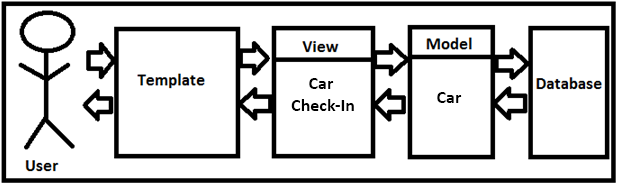 User
Template
View
Car
Check-In
Model
Car
Database